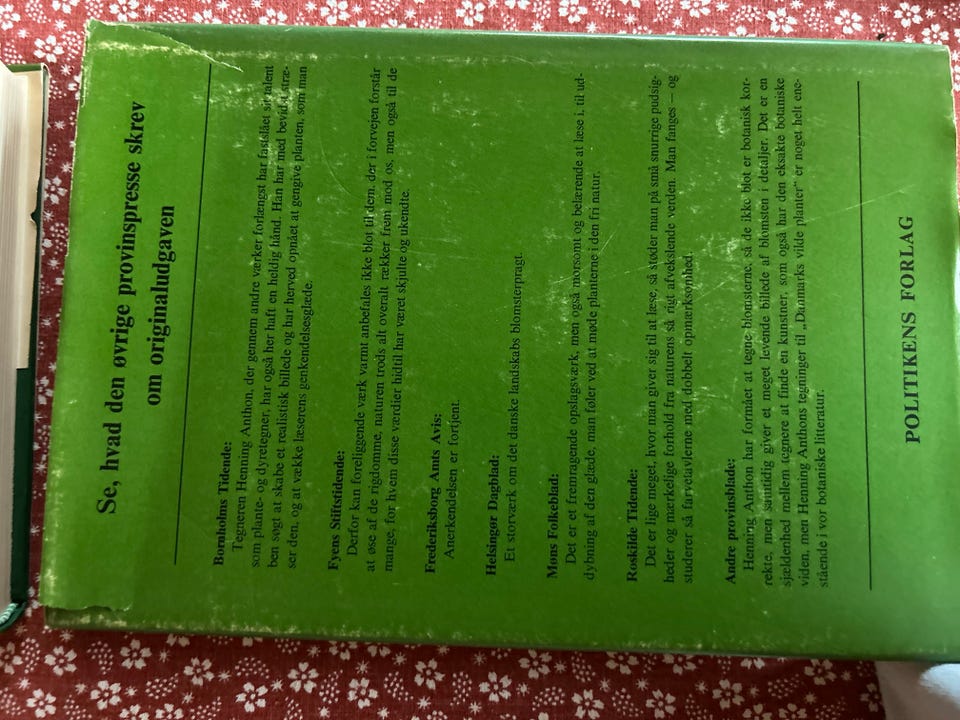 Se, hvad den øvrige provinspresse skrev
om originaludgaven
Bornholms Tidende:
Tegneren Henning Anthon, der gennem andre værker forlængst har fastslået sit talent
som plante- og dyretegner, har også her haft en heldig hånd. Han har med bevidst stræ-
ben søgt at skabe et realistisk billede og har herved opnået at gengive planten, som man
ser den, og at vække læserens genkendelsesglæde.
Fyens Stiftstidende:
Derfor kan foreliggende værk varmt anbefales ikke blot til dem, der i forvejen forstår
at øse af de rigdomme, naturen trods alt overalt rækker frem mod os, men også til de
mange, for hvem disse værdier hidtil har været skjulte og ukendte.
Frederiksborg Amts Avis:
Anerkendelsen er fortjent.
Helsingør Dagblad:
Et storværk om det danske landskabs blomsterpragt.
Møns Folkeblad:
Det er et fremragende opslagsværk, men også morsomt og belærende at læse i, til ud-
dybning af den glæde, man føler ved at møde planterne i den fri natur.
Roskilde Tidende:
Det er lige meget, hvor man giver sig til at læse, så støder man på små snurrige pudsig-
heder og mærkelige forhold fra naturens så rigt afvekslende verden. Man fanges – og
studerer så farvetavlerne med dobbelt opmærksomhed.
Andre provinsblade:
Henning Anthon har formået at tegne blomsterne, så de ikke blot er botanisk kor-
rekte, men samtidig giver et meget levende billede af blomsten i detaljer. Det er en
sjældenhed mellem tegnere at finde en kunstner, som også har den eksakte botaniske
viden, men Henning Anthons tegninger til „Danmarks vilde planter" er noget helt ene-
stående i vor botaniske litteratur.
POLITIKENS FORLAG